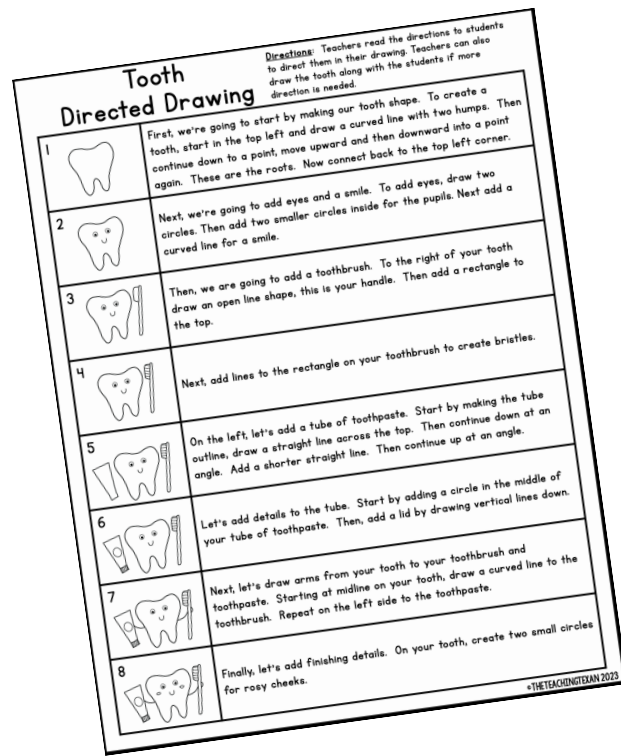 Tooth
Directed Drawing
Directions: Teachers read the directions to students
to direct them in their drawing. Teachers can also
draw the tooth along with the students if more
direction is needed.
1
First, we're going to start by making our tooth shape. To create a
tooth, start in the top left and draw a curved line with two humps. Then
continue down to a point, move upward and then downward into a point
again. These are the roots. Now connect back to the top left corner.
2
Next, we're going to add eyes and a smile. To add eyes, draw two
circles. Then add two smaller circles inside for the pupils. Next add a
curved line for a smile.
3
Then, we are going to add a toothbrush. To the right of your tooth
draw an open line shape, this is your handle. Then add a rectangle to
the top.
4
Next, add lines to the rectangle on your toothbrush to create bristles.
5
On the left, let's add a tube of toothpaste. Start by making the tube
outline, draw a straight line across the top. Then continue down at an
angle. Add a shorter straight line. Then continue up at an angle.
6
Let's add details to the tube. Start by adding a circle in the middle of
your tube of toothpaste. Then, add a lid by drawing vertical lines down.
7
Next, let's draw arms from your tooth to your toothbrush and
toothpaste. Starting at midline on your tooth, draw a curved line to the
toothbrush. Repeat on the left side to the toothpaste.
8
Finally, let's add finishing details. On your tooth, create two small circles
for rosy cheeks.
©THETEACHINGTEXAN 2023